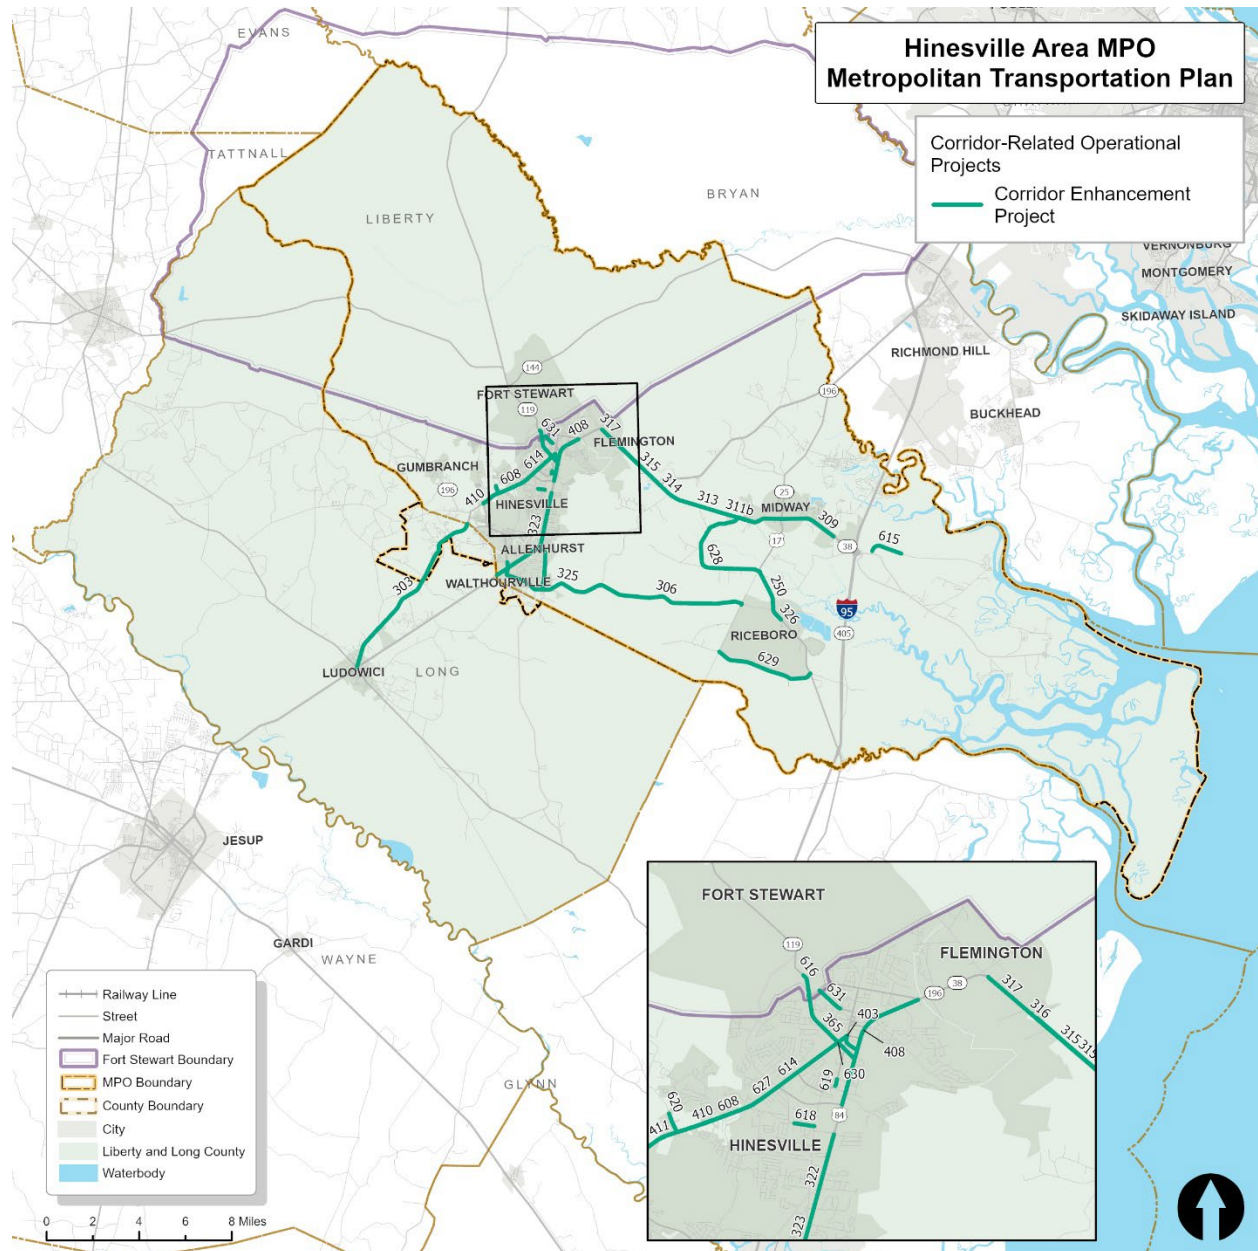 Hinesville Area MPO
Metropolitan Transportation Plan
Corridor-Related Operational
Projects
Corridor Enhancement
Project
EVANS
TATTNALL
LIBERTY
BRYAN
VERNONBURG
MONTGOMERY
SKIDAWAY ISLAND
RICHMOND HILL
BUCKHEAD
144
FORT STEWART
119
196
631
408
317
FLEMINGTON
GUMBRANCH
196
410
608
614
315
314
313
311b
25
MIDWAY
309
HINESVILLE
323
17
38
615
ALLENHURST
628
303
WALTHOURVILLE
325
306
250
326
95
405
RICEBORO
629
LUDOWICI
LONG
JESUP
GARDI
WAYNE
GLYNN
FORT STEWART
119
616
631
FLEMINGTON
196
38
317
316
315
315
365
403
408
614
627
619
630
620
410
608
411
84
618
HINESVILLE
322
323
Railway Line
Street
Major Road
Fort Stewart Boundary
MPO Boundary
County Boundary
City
Liberty and Long County
Waterbody
0 2 4 6 8 Miles